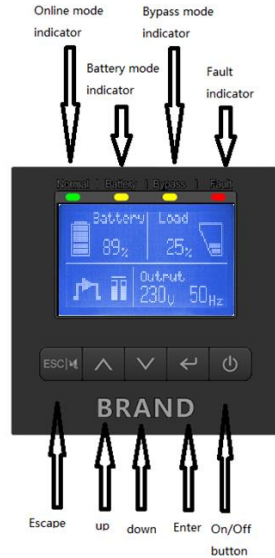 Online mode indicator
Bypass mode indicator
Battery mode indicator
Fault indicator
Normal | Battery | Bypass | Fault
Battery
Load
89%
25%
Output
230V 50Hz
ESC
BRAND
Escape
up
down
Enter
On/Off button